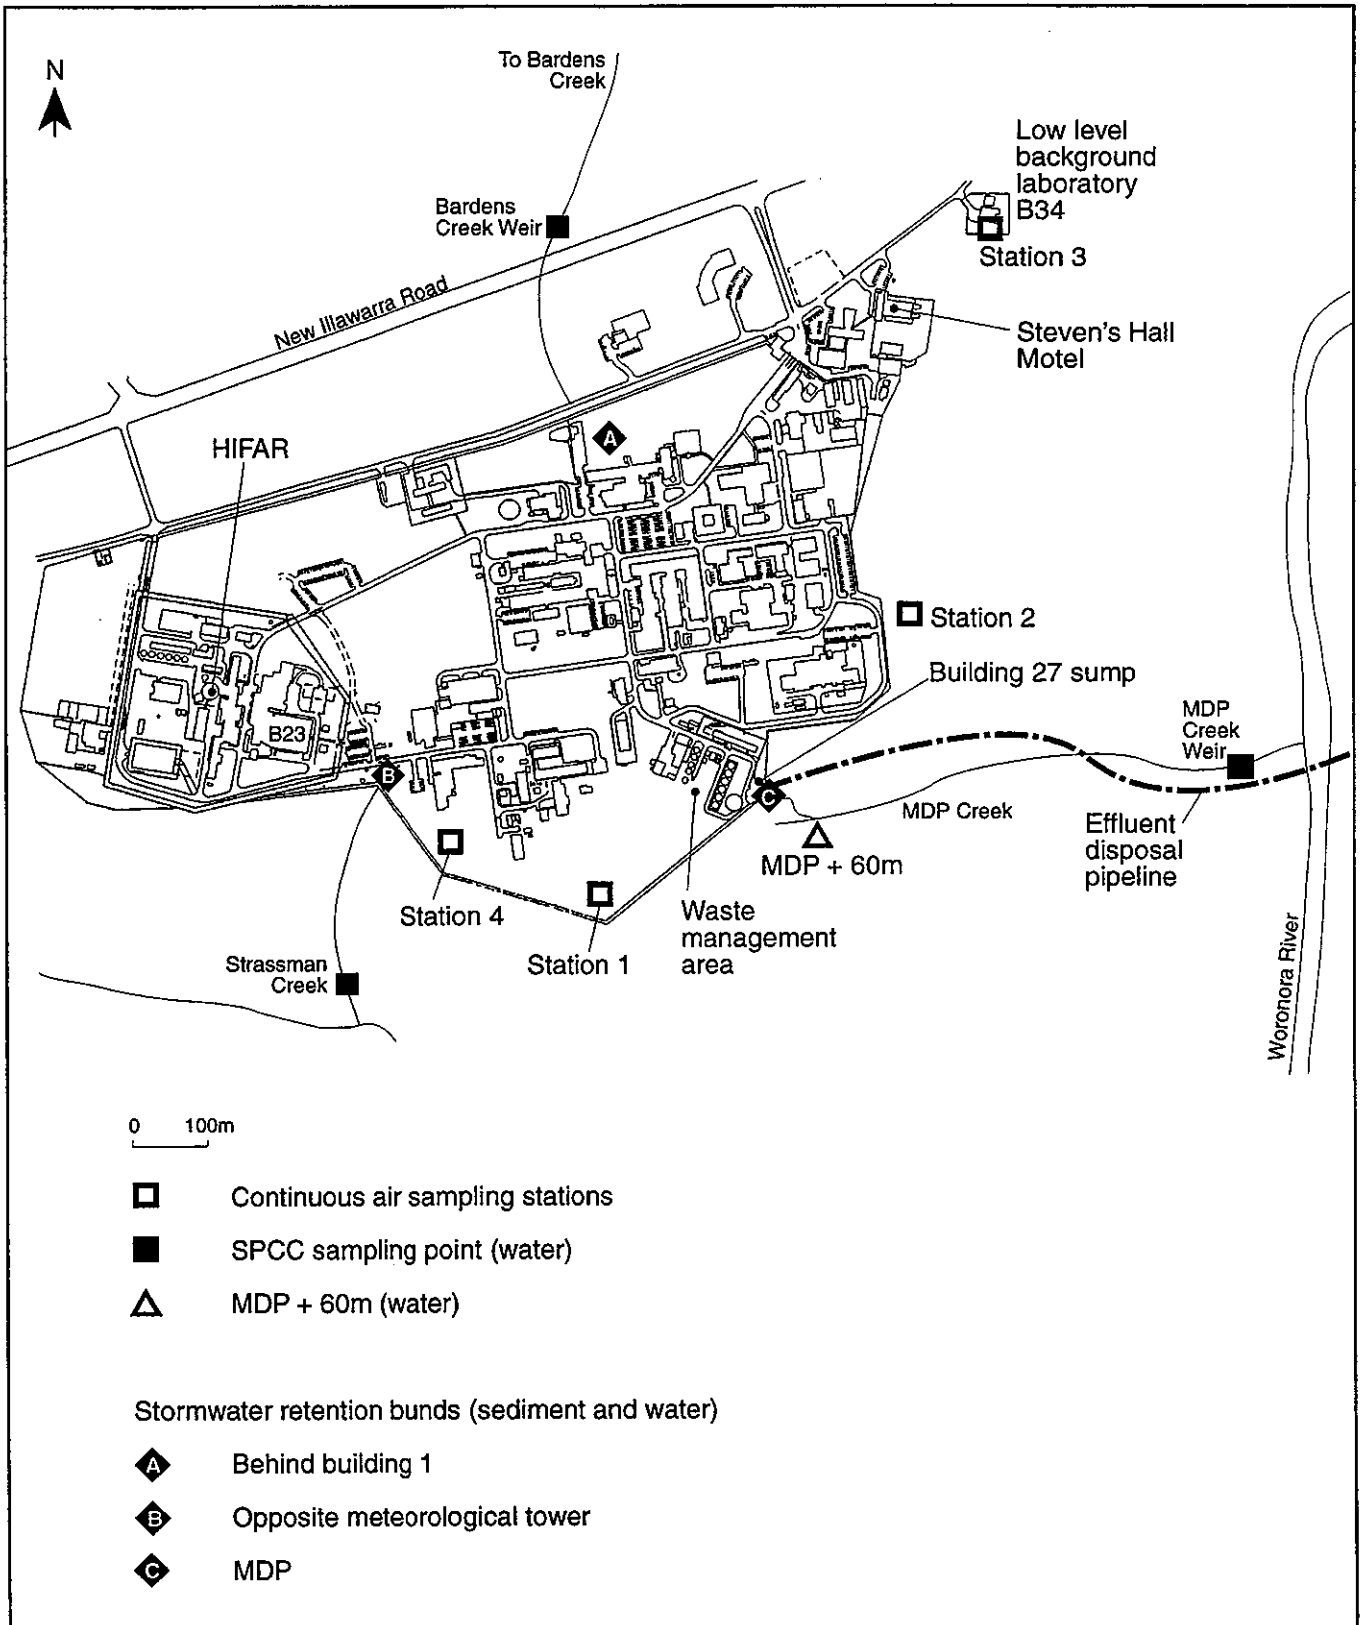 N
To Bardens
Creek
Low level
background
laboratory
B34
Station 3
Bardens
Creek Weir
New Illawarra Road
Steven's Hall
Motel
HIFAR
A
Station 2
Building 27 sump
MDP
Creek
Weir
B23
B
C
MDP Creek
MDP + 60m
Effluent
disposal
pipeline
Station 4
Waste
management
area
Station 1
Strassman
Creek
Woronora River
0 100m
Continuous air sampling stations
SPCC sampling point (water)
MDP + 60m (water)
Stormwater retention bunds (sediment and water)
A Behind building 1
B Opposite meteorological tower
C MDP